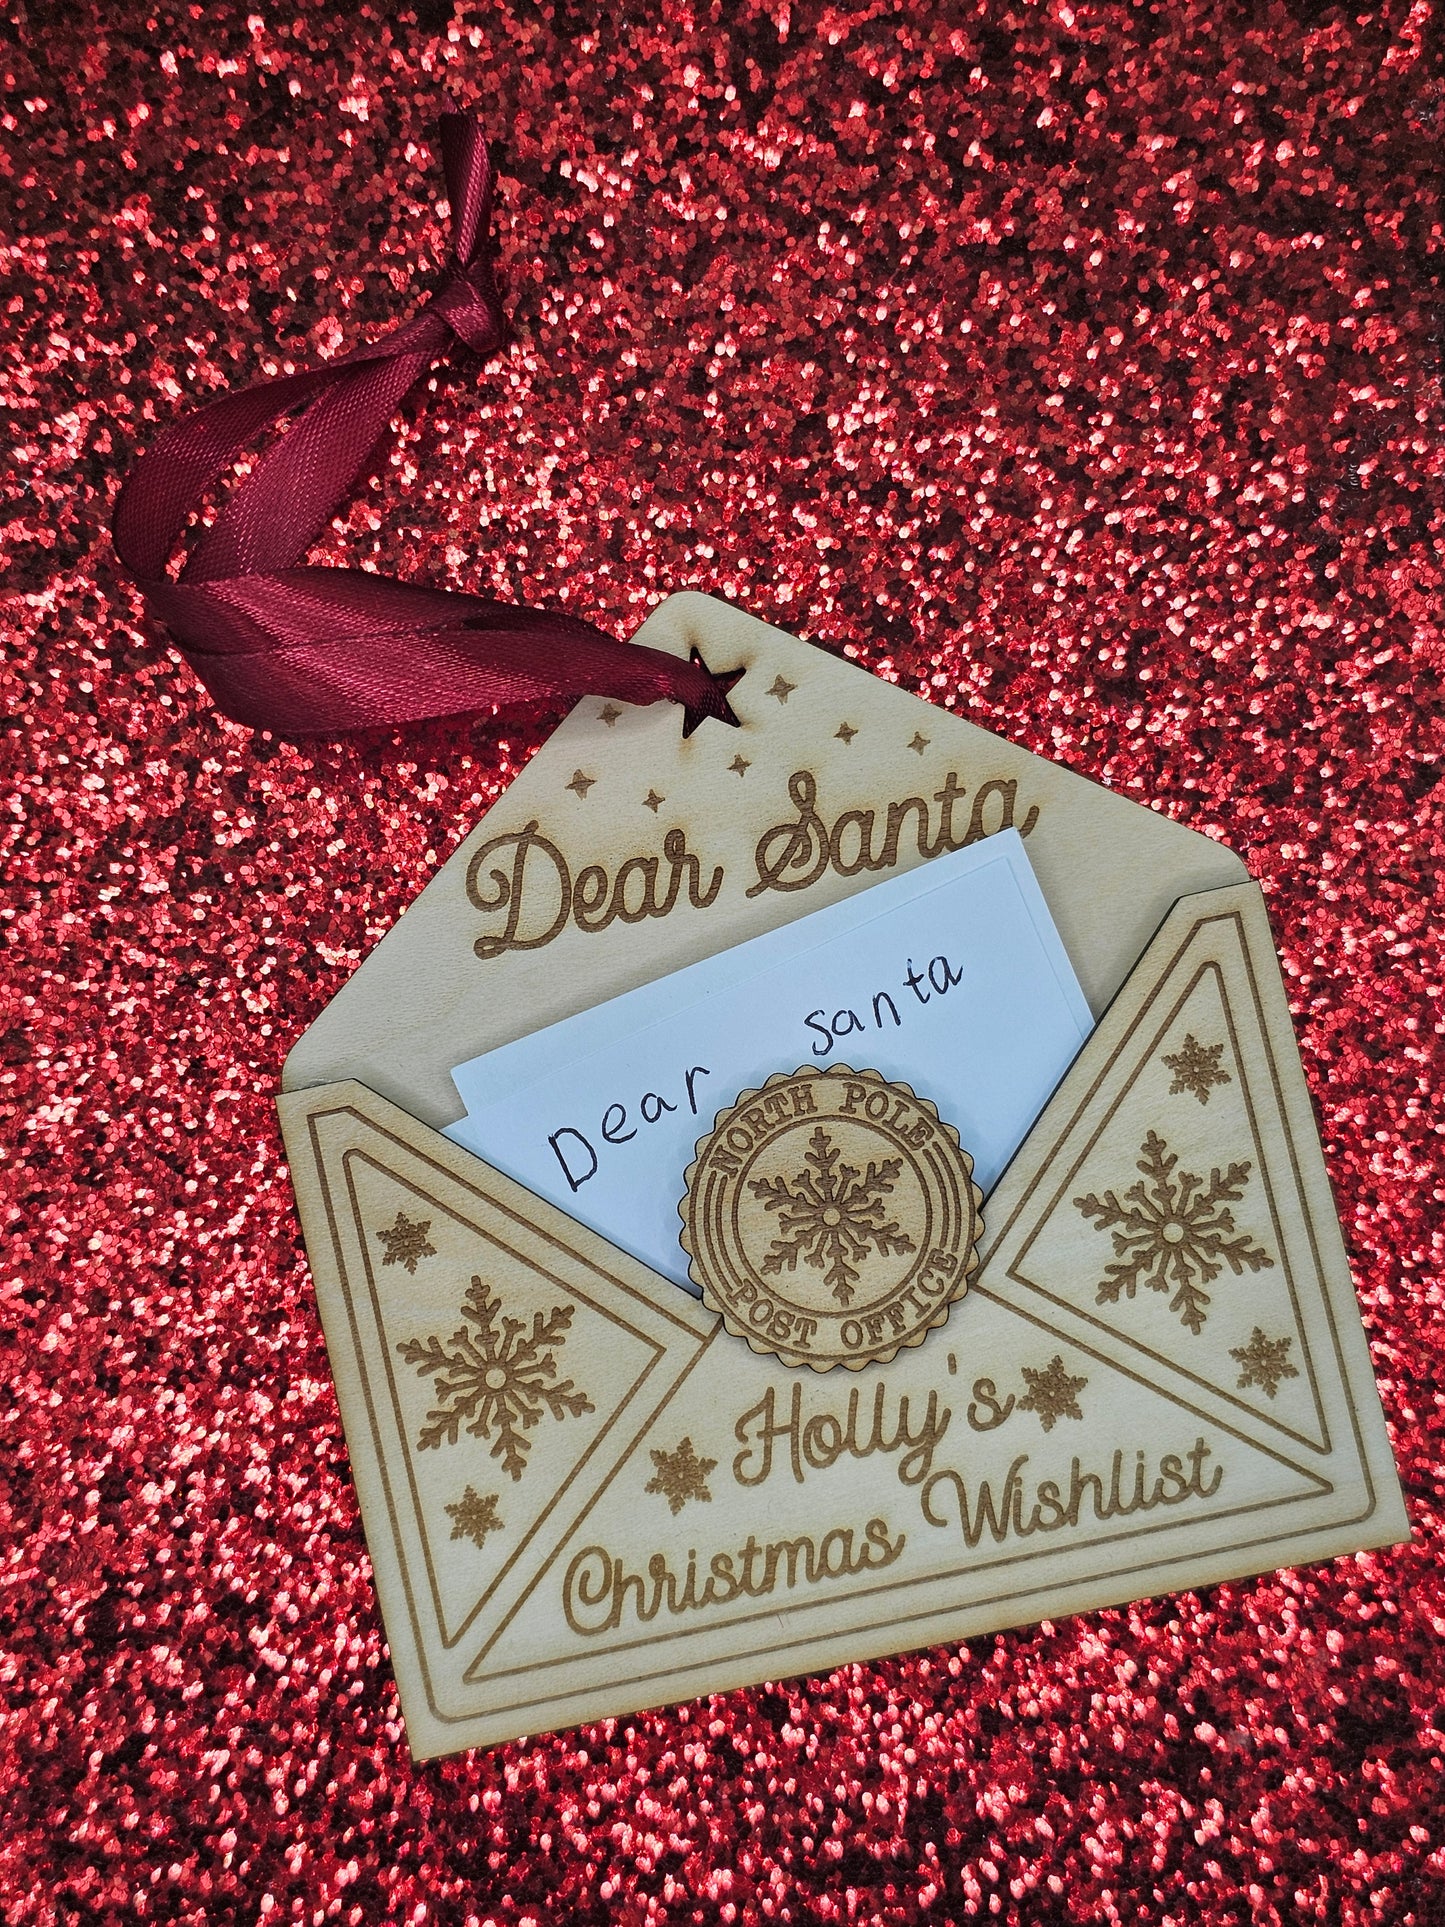 Dear Santa
Dear santa
NORTH POLE
POST OFFICE
Holly's
Christmas Wishlist